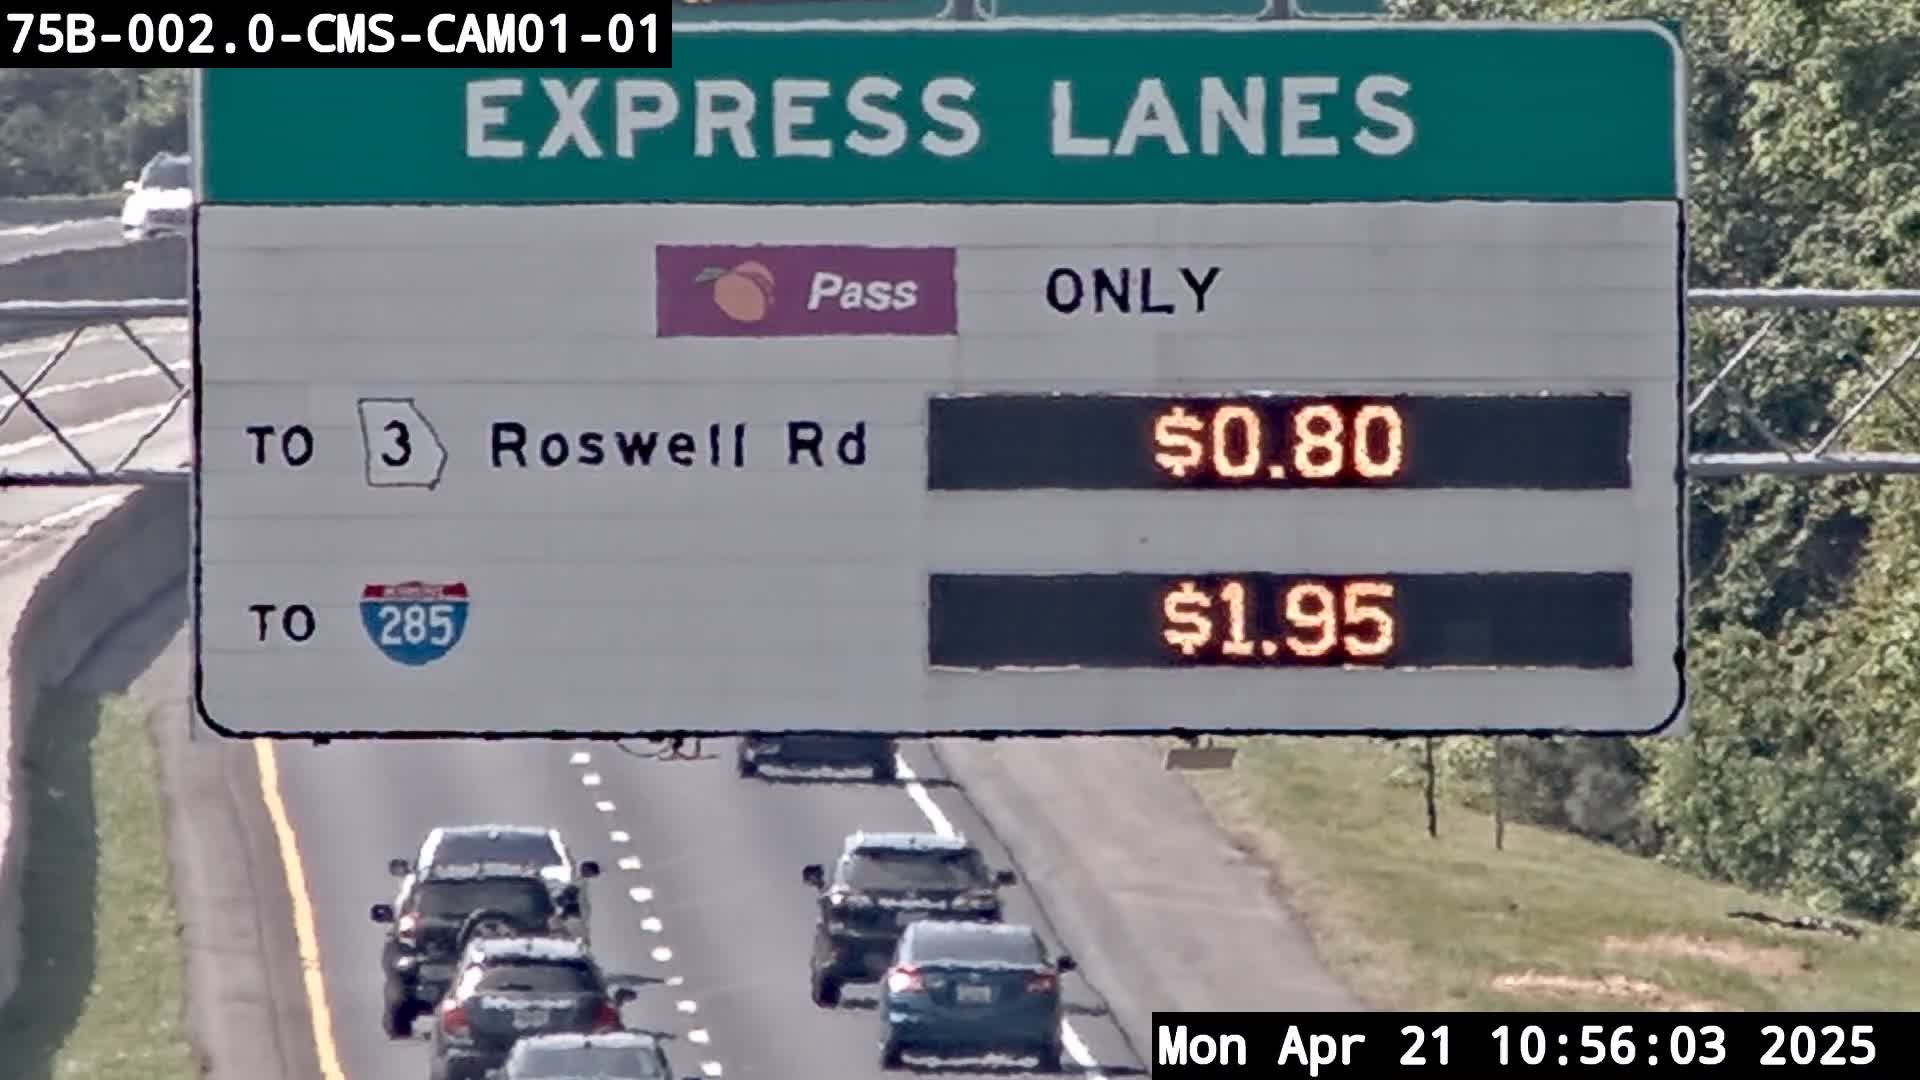 75B-002.0-CMS-CAM01-01
EXPRESS LANES
Pass ONLY
TO 3 Roswell Rd $0.80
TO 285 $1.95
Mon Apr 21 10:56:03 2025